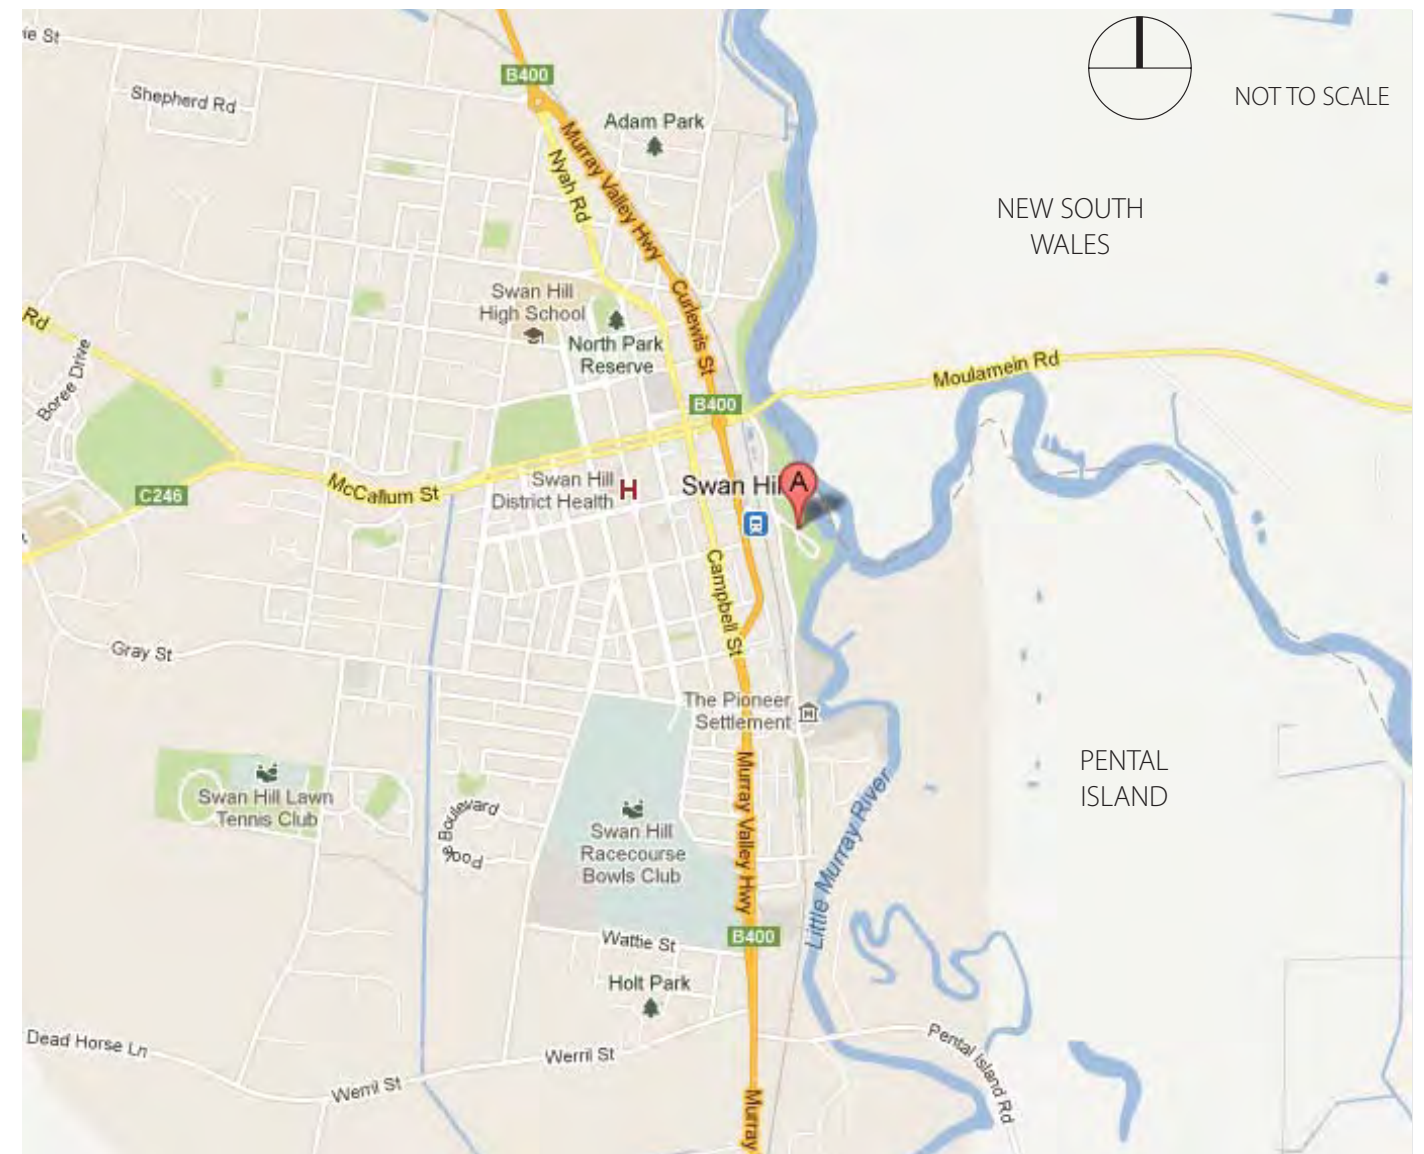 ie St
B400
Shepherd Rd
NOT TO SCALE
Adam Park
Murray Valley Hwy
Nyah Rd
NEW SOUTH
WALES
Swan Hill
High School
Curlewis St
Rd
North Park
Reserve
Boree Drive
Moulamein Rd
B400
Swan Hill
District Health
H
Swan Hil
A
McCallum St
C246
Campbell St
Gray St
The Pioneer
Settlement
PENTAL
ISLAND
Swan Hill Lawn
Tennis Club
Boulevard
Murray Valley Hwy
Little Murray River
Swan Hill
Racecourse
Bowls Club
Wattie St
B400
Holt Park
Dead Horse Ln
Werril St
Werril St
Pental Island Rd
Murray